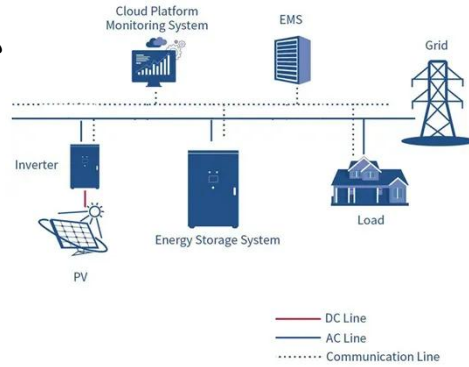 Cloud Platform
Monitoring System
EMS
Grid
Inverter
Energy Storage System
Load
PV
DC Line
AC Line
Communication Line